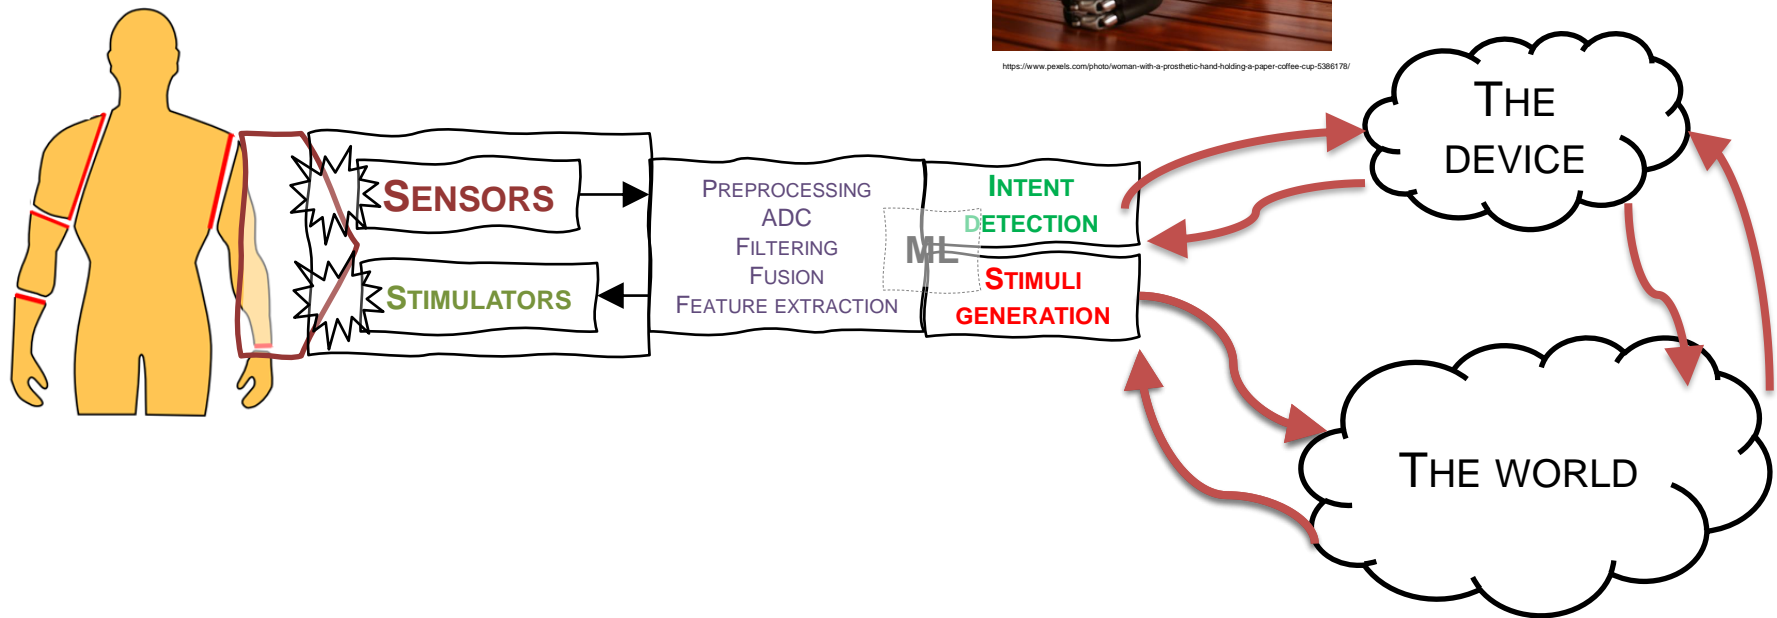 https://www.pexels.com/photo/woman-with-a-prosthetic-hand-holding-a-paper-coffee-cup-5386178/
THE
DEVICE
SENSORS
STIMULATORS
PREPROCESSING
ADC
FILTERING
FUSION
FEATURE EXTRACTION
ML
INTENT
DETECTION
STIMULI
GENERATION
THE WORLD